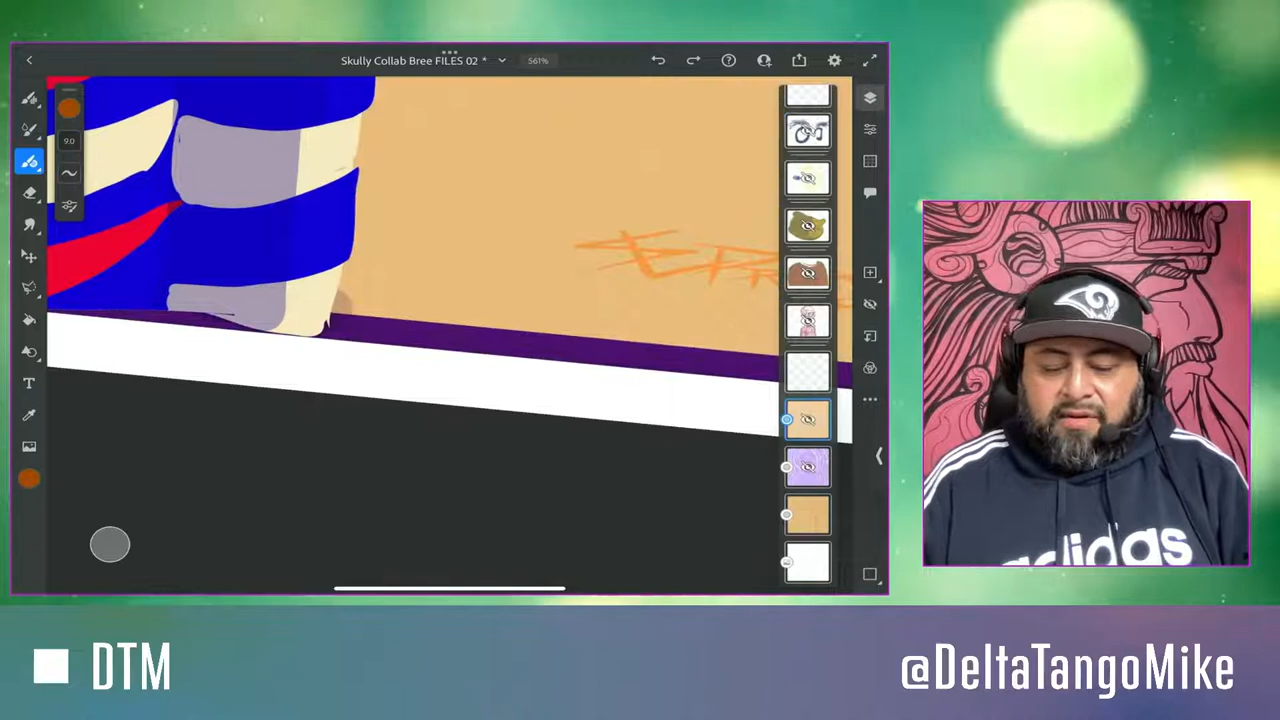 Skully Collab Bree FILES 02 *
561%
9.0
T
adidas
DTM
@DeltaTangoMike